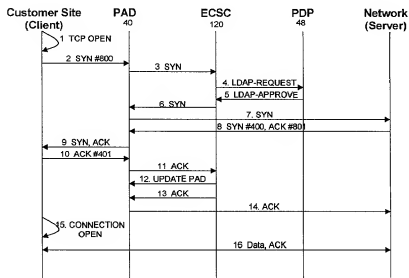 Customer Site PAD ECSC PDP Network
(Client) 40 120 48 (Server)
1 TCP OPEN
2 SYN #800
3 SYN
4. LDAP-REQUEST
5 LDAP-APPROVE
6. SYN
7. SYN
8 SYN #400, ACK #801
9 SYN, ACK
10 ACK #401
11 ACK
12. UPDATE PAD
13 ACK
14. ACK
15. CONNECTION
OPEN
16 Data, ACK